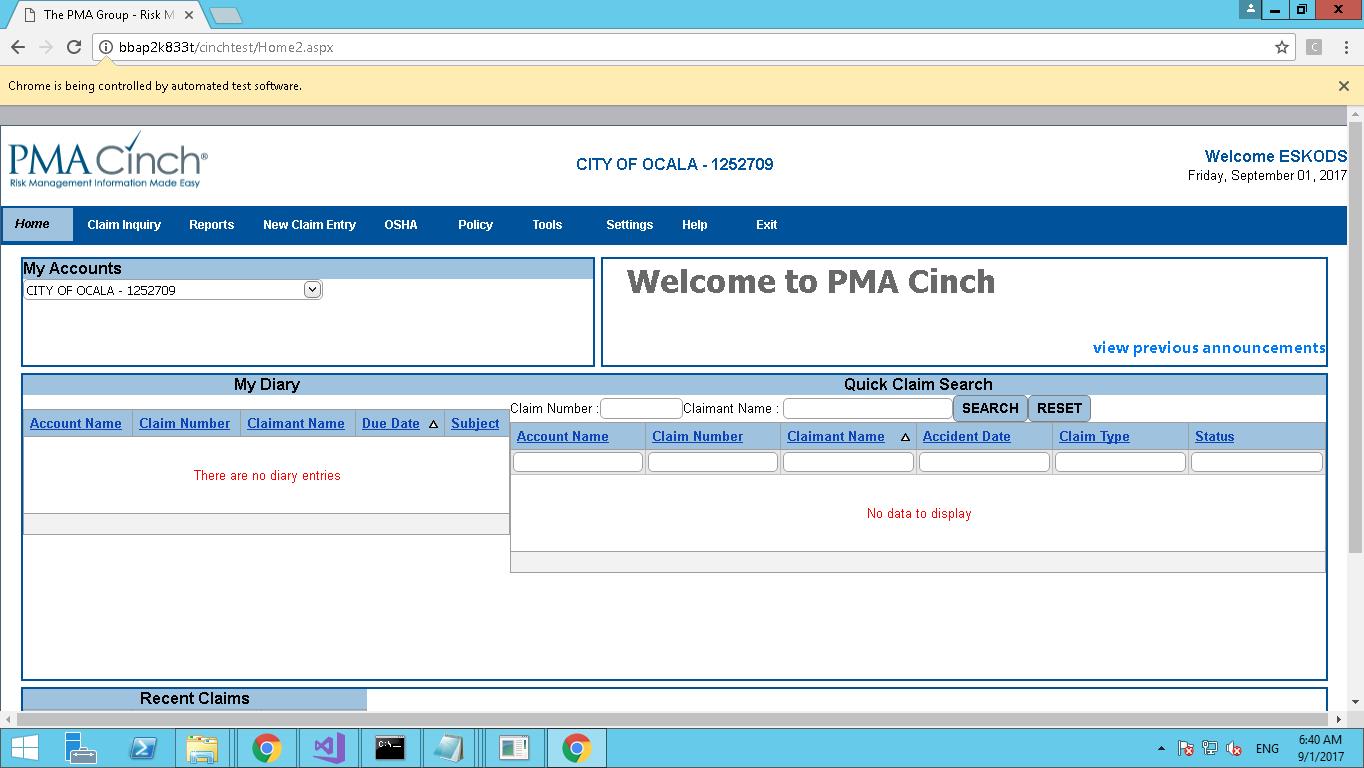 The PMA Group - Risk M
bbap2k833t/cinchtest/Home2.aspx
C
Chrome is being controlled by automated test software.
PMA Cinch®
Risk Management Information Made Easy
CITY OF OCALA - 1252709
Welcome ESKODS
Friday, September 01, 2017
Home Claim Inquiry Reports New Claim Entry OSHA Policy Tools Settings Help Exit
My Accounts
CITY OF OCALA - 1252709
Welcome to PMA Cinch
view previous announcements
My Diary
Account Name Claim Number Claimant Name Due Date Subject
There are no diary entries
Quick Claim Search
Claim Number : Claimant Name : SEARCH RESET
Account Name Claim Number Claimant Name Accident Date Claim Type Status
No data to display
Recent Claims
C:\_
ENG
6:40 AM
9/1/2017